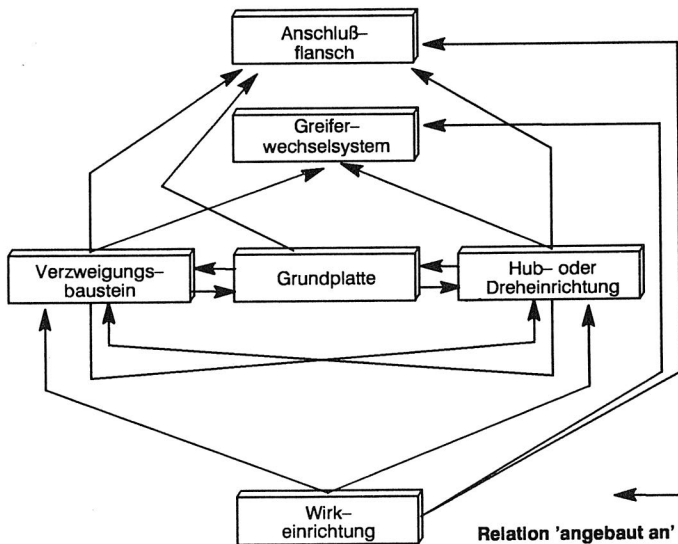 Anschluß–
flansch
Greifer–
wechselsystem
Verzweigungs–
baustein
Grundplatte
Hub– oder
Dreheinrichtung
Wirk–
einrichtung
Relation 'angebaut an'